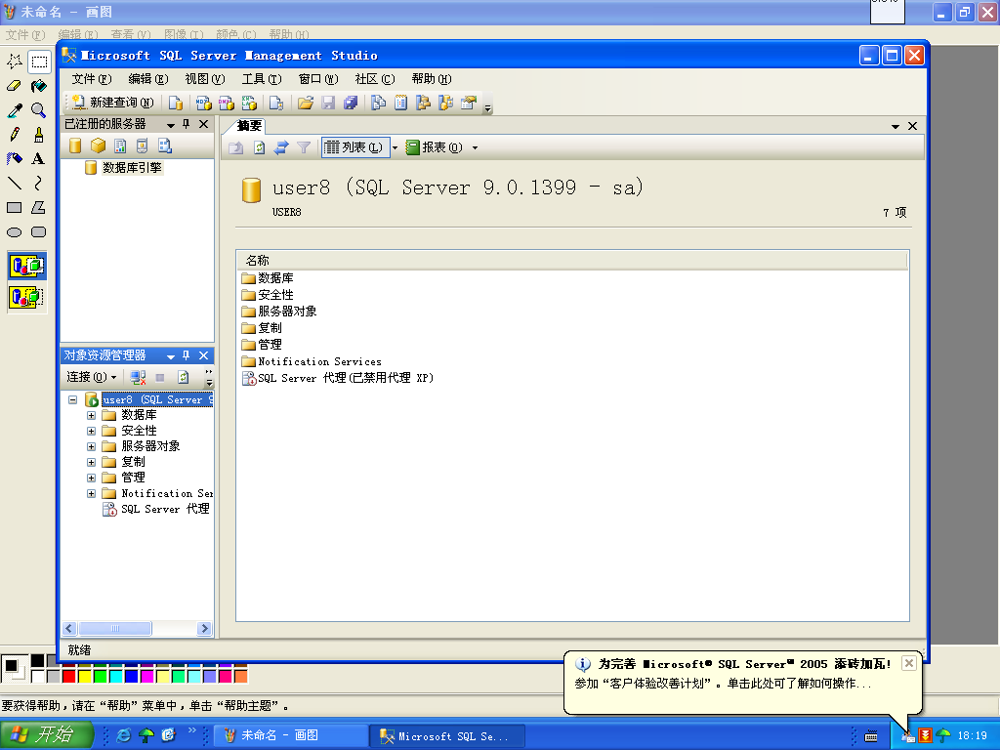 未命名 - 画图
文件(F) 编辑(E) 查看(V) 图像(I) 颜色(C) 帮助(H)
Microsoft SQL Server Management Studio
文件(F) 编辑(E) 视图(V) 工具(T) 窗口(W) 社区(C) 帮助(H)
新建查询(N)
已注册的服务器
数据库引擎
摘要
列表(L) 报表(O)
user8 (SQL Server 9.0.1399 - sa)
USER8
7 项
名称
数据库
安全性
服务器对象
复制
管理
Notification Services
SQL Server 代理(已禁用代理 XP)
对象资源管理器
连接(O)
user8 (SQL Server 9
数据库
安全性
服务器对象
复制
管理
Notification Ser
SQL Server 代理
就绪
为完善 Microsoft® SQL Server™ 2005 添砖加瓦!
参加“客户体验改善计划”。单击此处可了解如何操作...
要获得帮助,请在“帮助”菜单中,单击“帮助主题”。
开始
未命名 - 画图
Microsoft SQL Se...
18:19